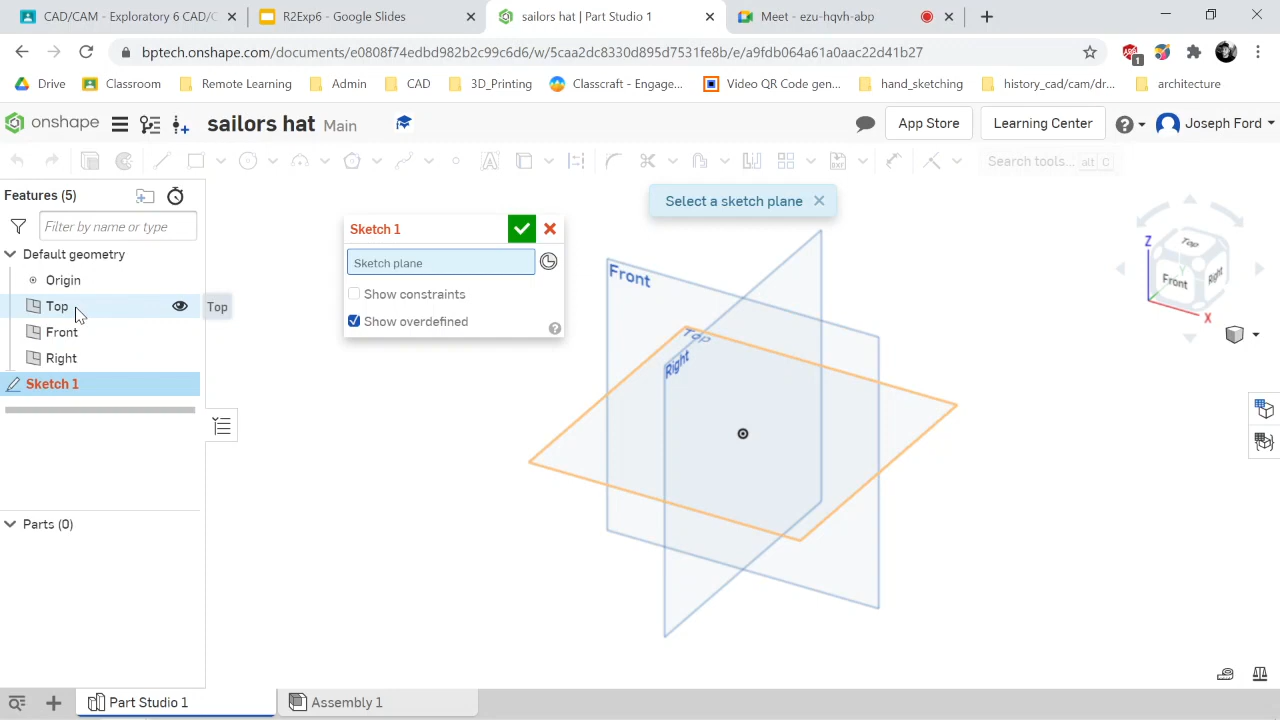 CAD/CAM - Exploratory 6 CAD/C
R2Exp6 - Google Slides
sailors hat | Part Studio 1
Meet - ezu-hqvh-abp
bptech.onshape.com/documents/e0808f74edbd982b2c99c6d6/w/5caa2dc8330d895d7531fe8b/e/a9fdb064a61a0aac22d41b27
1
Drive
Classroom
Remote Learning
Admin
CAD
3D_Printing
Classcraft - Engage...
Video QR Code gen...
hand_sketching
history_cad/cam/dr...
architecture
onshape
sailors hat Main
App Store
Learning Center
Joseph Ford
Search tools... alt C
Features (5)
Filter by name or type
Default geometry
Origin
Top
Top
Front
Right
Sketch 1
Parts (0)
Sketch 1
Sketch plane
Show constraints
Show overdefined
Select a sketch plane
Front
Top
Right
Z
Top
Front
Right
Y
X
Part Studio 1
Assembly 1